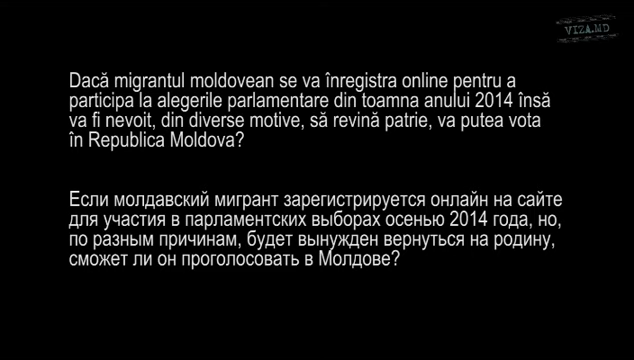 VIZA.MD
Dacă migrantul moldovean se va înregistra online pentru a
participa la alegerile parlamentare din toamna anului 2014 însă
va fi nevoit, din diverse motive, să revină patrie, va putea vota
în Republica Moldova?
Если молдавский мигрант зарегистрируется онлайн на сайте
для участия в парламентских выборах осенью 2014 года, но,
по разным причинам, будет вынужден вернуться на родину,
сможет ли он проголосовать в Молдове?